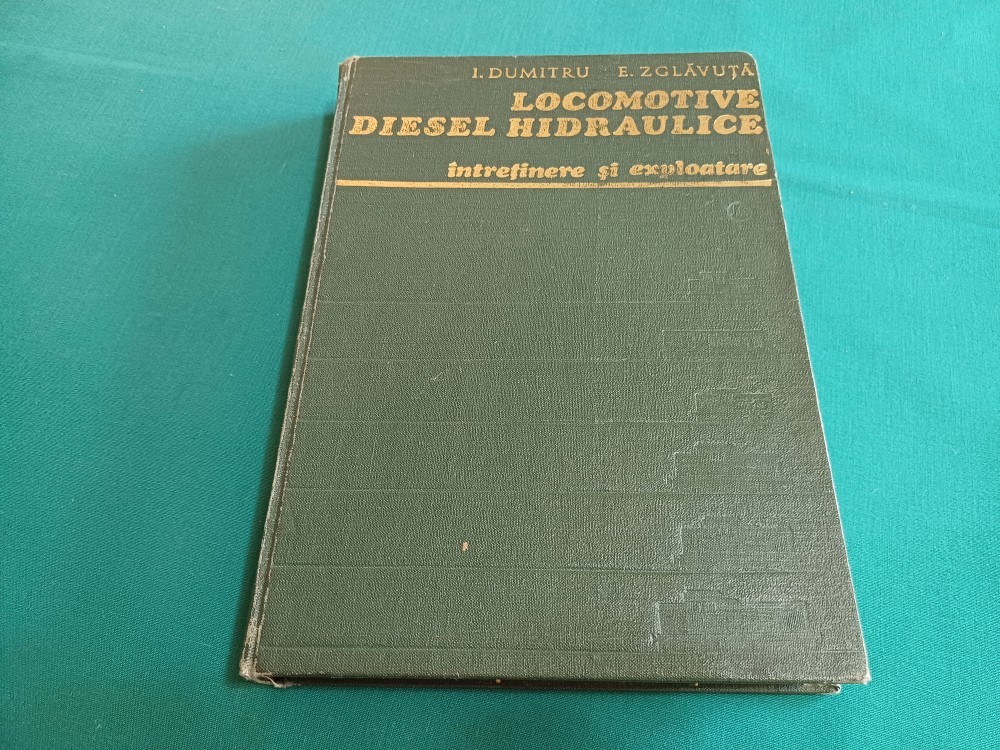 I. DUMITRU E. ZGLĂVUȚĂ
LOCOMOTIVE
DIESEL HIDRAULICE
întreținere și exploatare